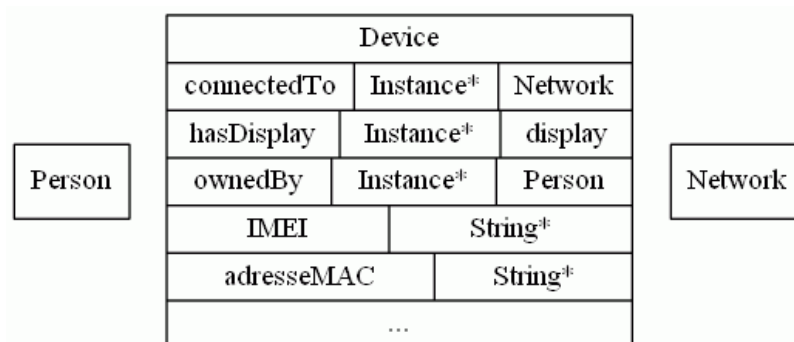 Device
connectedTo Instance* Network
hasDisplay Instance* display
Person ownedBy Instance* Person Network
IMEI String*
adresseMAC String*
...